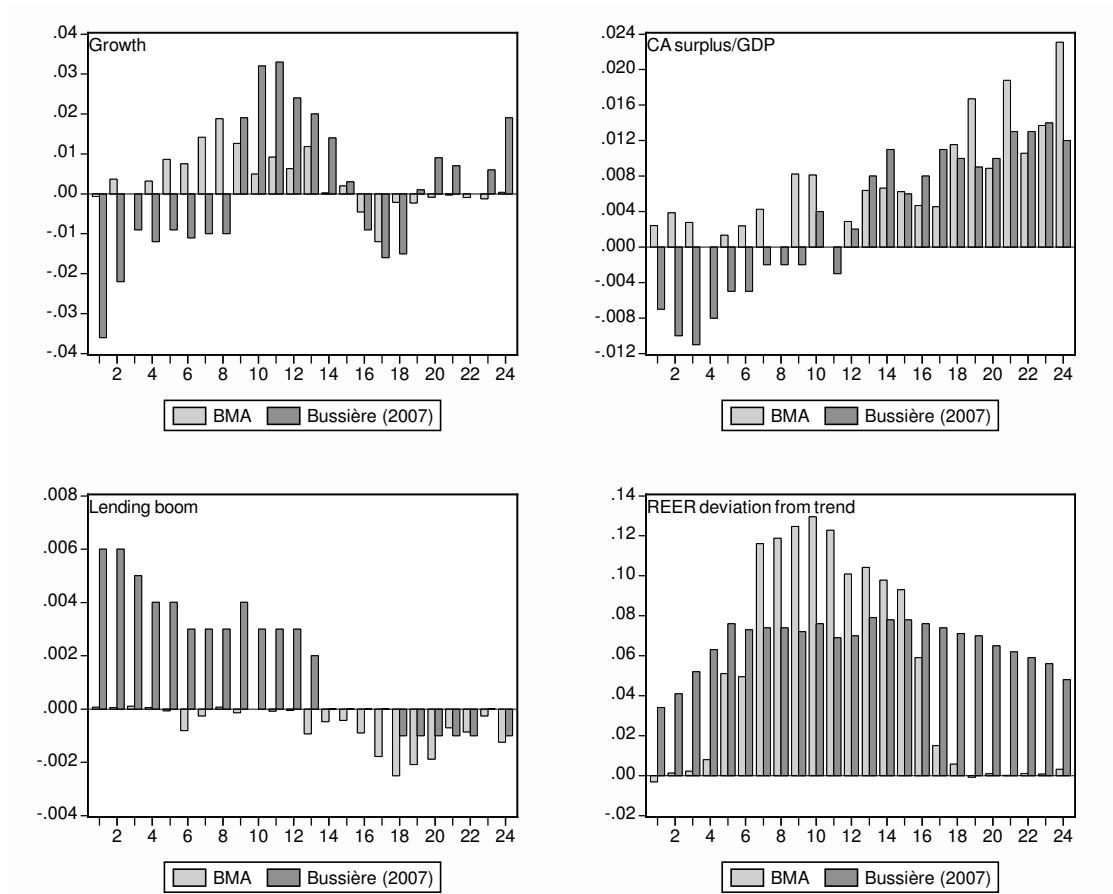 Growth
.04
.03
.02
.01
.00
-.01
-.02
-.03
-.04
2 4 6 8 10 12 14 16 18 20 22 24
BMA Bussière (2007)
CA surplus/GDP
.024
.020
.016
.012
.008
.004
.000
-.004
-.008
-.012
2 4 6 8 10 12 14 16 18 20 22 24
BMA Bussière (2007)
Lending boom
.008
.006
.004
.002
.000
-.002
-.004
2 4 6 8 10 12 14 16 18 20 22 24
BMA Bussière (2007)
REER deviation from trend
.14
.12
.10
.08
.06
.04
.02
.00
-.02
2 4 6 8 10 12 14 16 18 20 22 24
BMA Bussière (2007)